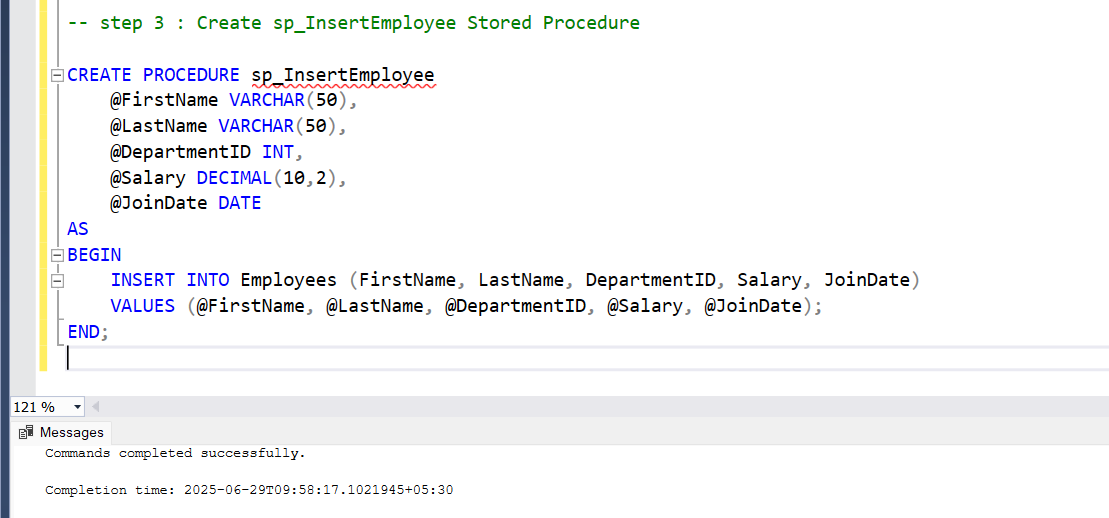 -- step 3 : Create sp_InsertEmployee Stored Procedure
CREATE PROCEDURE sp_InsertEmployee
@FirstName VARCHAR(50),
@LastName VARCHAR(50),
@DepartmentID INT,
@Salary DECIMAL(10,2),
@JoinDate DATE
AS
BEGIN
INSERT INTO Employees (FirstName, LastName, DepartmentID, Salary, JoinDate)
VALUES (@FirstName, @LastName, @DepartmentID, @Salary, @JoinDate);
END;
121 %
Messages
Commands completed successfully.
Completion time: 2025-06-29T09:58:17.1021945+05:30